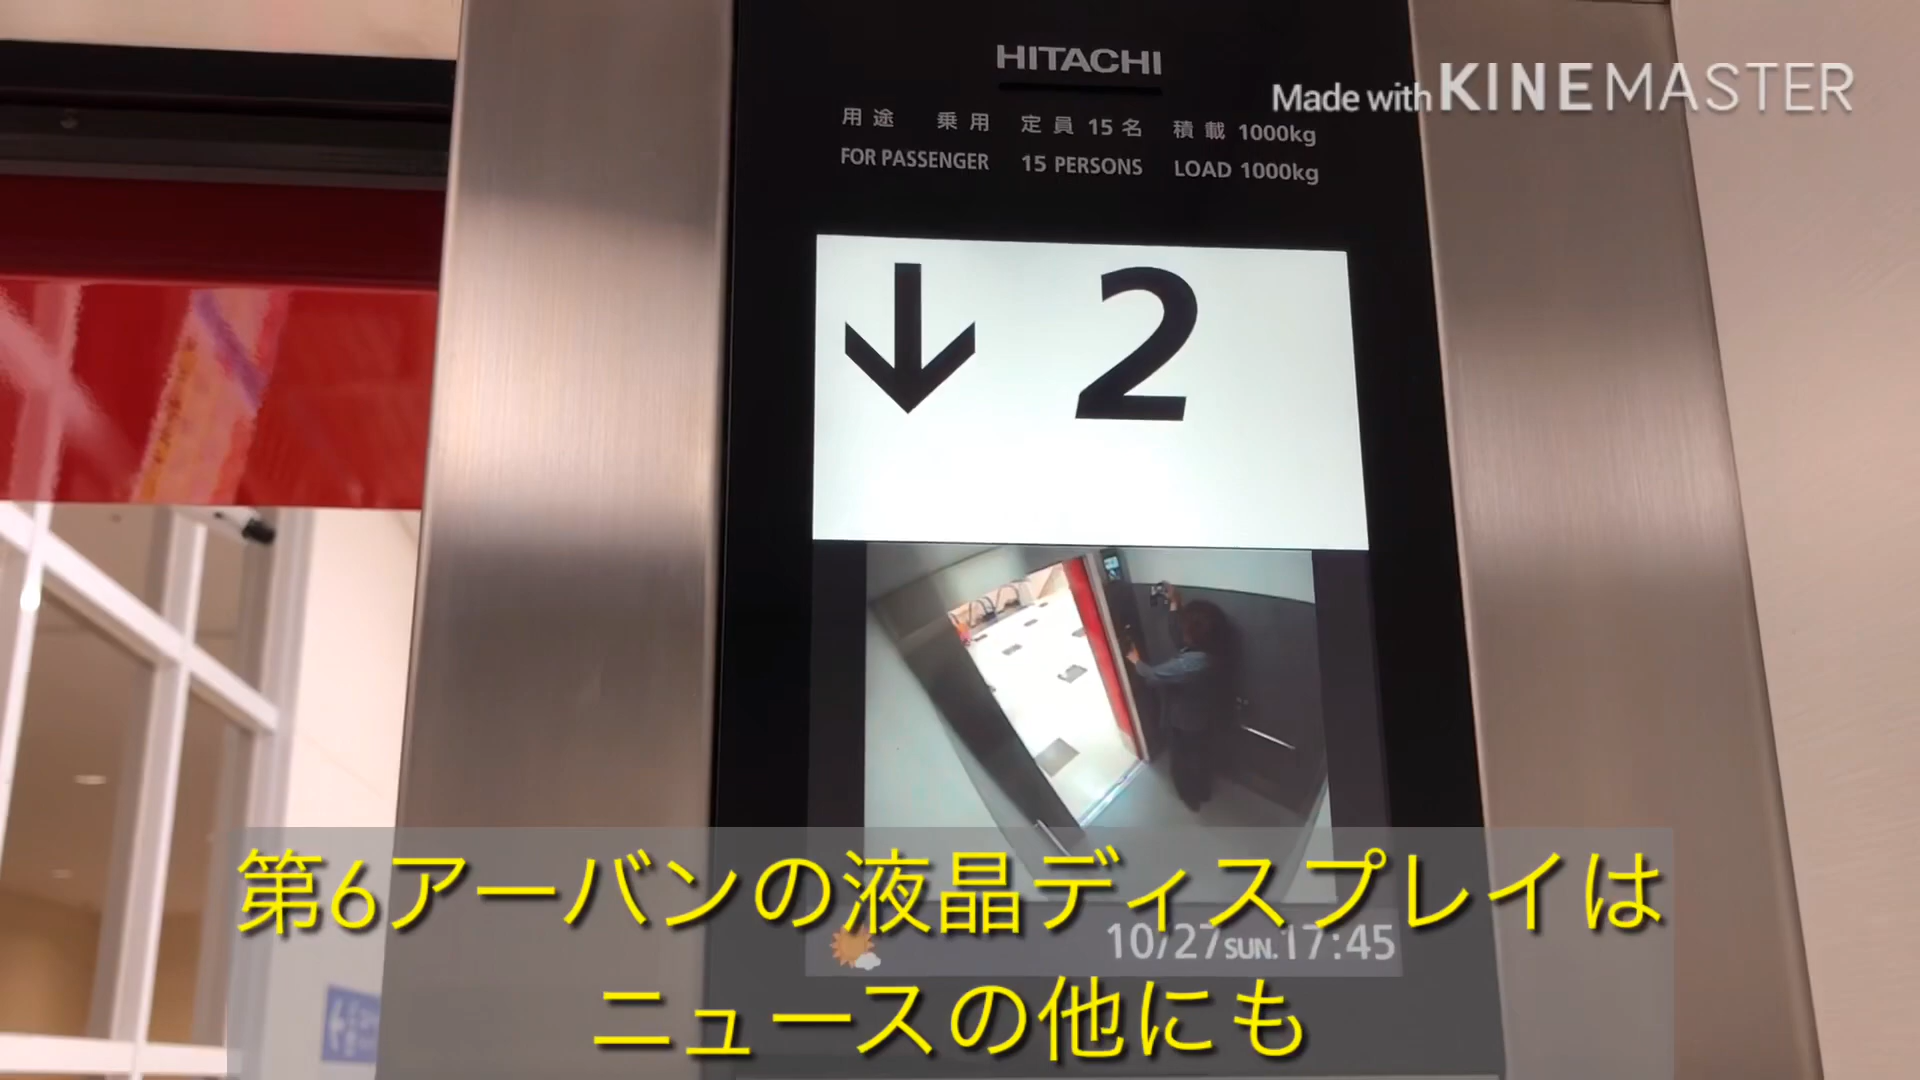 HITACHI
Made with KINEMASTER
用途 乗用 定員 15名 積載 1000kg
FOR PASSENGER 15 PERSONS LOAD 1000kg
↓ 2
第6アーバンの液晶ディスプレイは
10/27 SUN. 17:45
ニュースの他にも